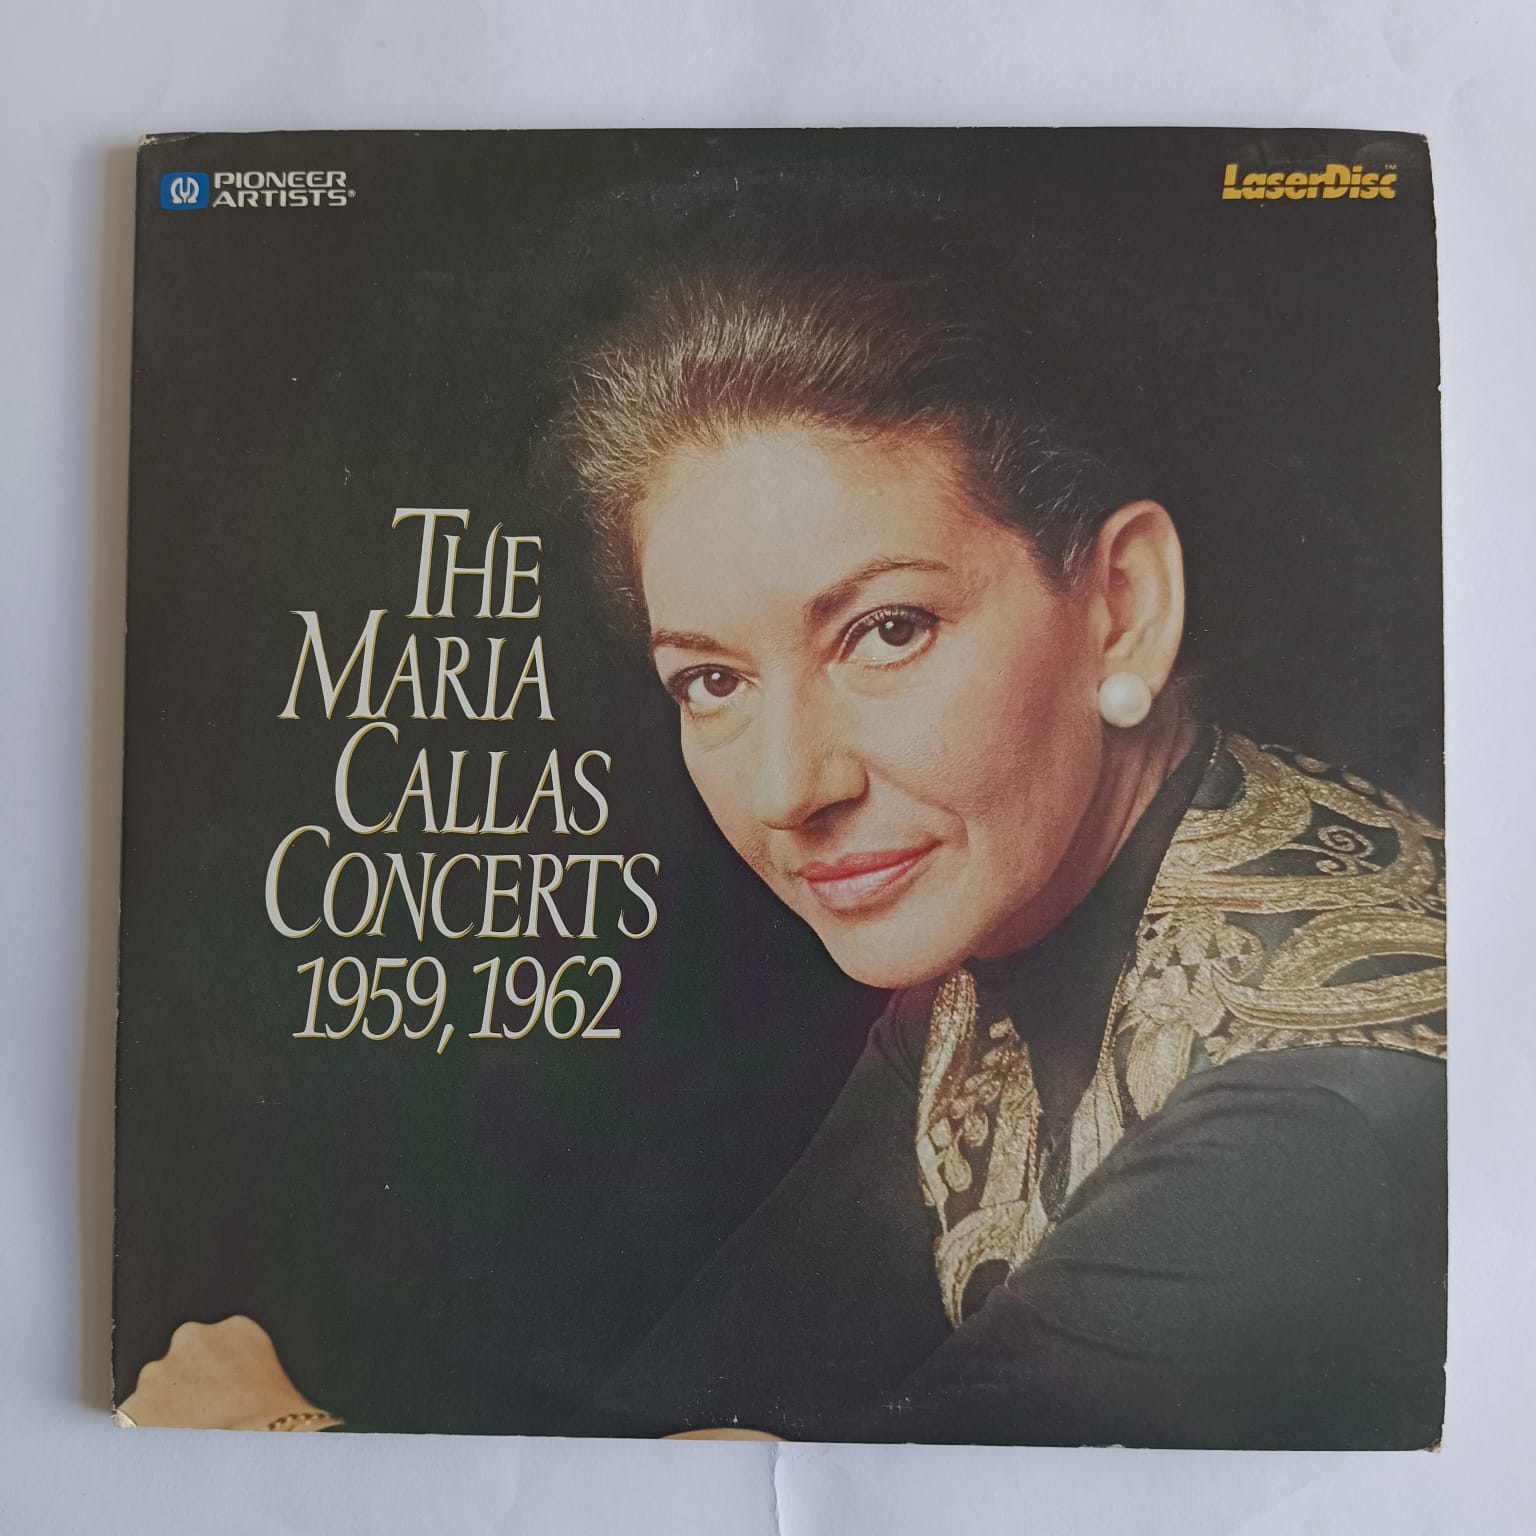 PIONEER
ARTISTS®
LaserDisc™
THE
MARIA
CALLAS
CONCERTS
1959, 1962